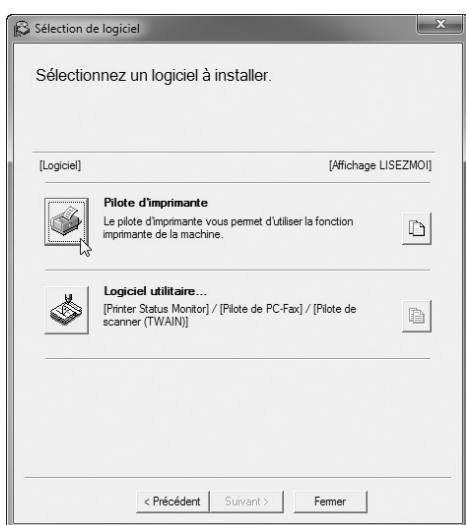 Sélection de logiciel
Sélectionnez un logiciel à installer.
[Logiciel] [Affichage LISEZMOI]
Pilote d'imprimante
Le pilote d'imprimante vous permet d'utiliser la fonction
imprimante de la machine.
Logiciel utilitaire...
[Printer Status Monitor] / [Pilote de PC-Fax] / [Pilote de
scanner (TWAIN)]
< Précédent Suivant > Fermer